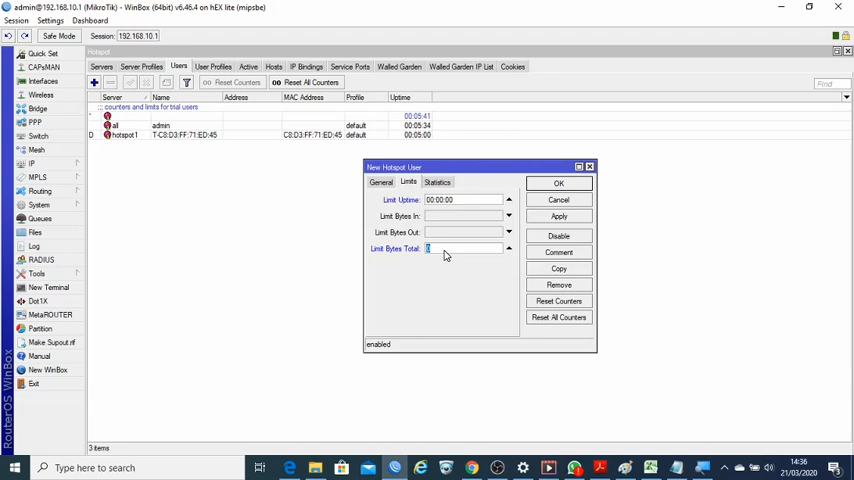 admin@192.168.10.1 (MikroTik) - WinBox (64bit) v6.46.4 on hEX lite (mipsbe)
Session Settings Dashboard
Safe Mode Session: 192.168.10.1
Quick Set
CAPsMAN
Interfaces
Wireless
Bridge
PPP
Switch
Mesh
IP
MPLS
Routing
System
Queues
Files
Log
RADIUS
Tools
New Terminal
Dot1X
MetaROUTER
Partition
Make Supout.rif
Manual
New WinBox
Exit
RouterOS WinBox
Hotspot
Servers Server Profiles Users User Profiles Active Hosts IP Bindings Service Ports Walled Garden Walled Garden IP List Cookies
00 Reset Counters 00 Reset All Counters Find
Server Name Address MAC Address Profile Uptime
::: counters and limits for trial users
* 00:05:41
all admin default 00:05:34
D hotspot1 T-C8:D3:FF:71:ED:45 C8:D3:FF:71:ED:45 default 00:05:00
New Hotspot User
General Limits Statistics
Limit Uptime: 00:00:00
Limit Bytes In:
Limit Bytes Out:
Limit Bytes Total: 0
OK
Cancel
Apply
Disable
Comment
Copy
Remove
Reset Counters
Reset All Counters
enabled
3 items
Type here to search
14:36
21/03/2020
3